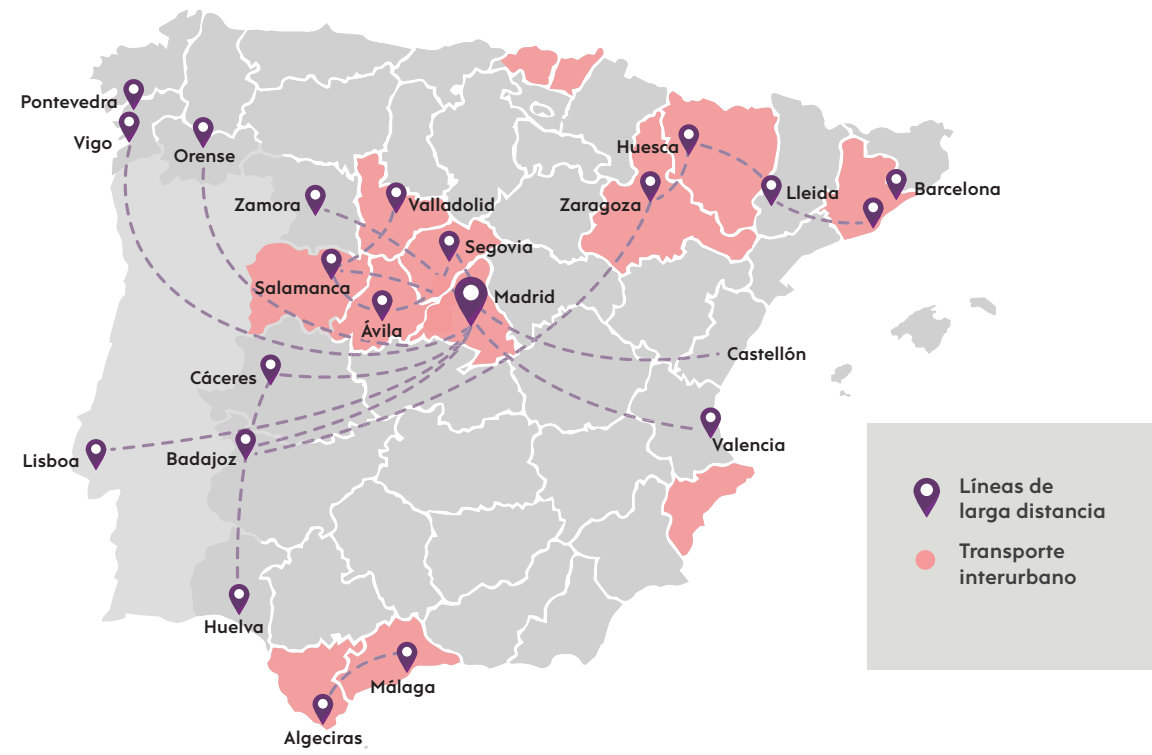 Pontevedra
Vigo
Orense
Huesca
Zamora
Valladolid
Zaragoza
Lleida
Barcelona
Segovia
Salamanca
Madrid
Ávila
Castellón
Cáceres
Valencia
Lisboa
Badajoz
Líneas de
larga distancia
Transporte
interurbano
Huelva
Málaga
Algeciras